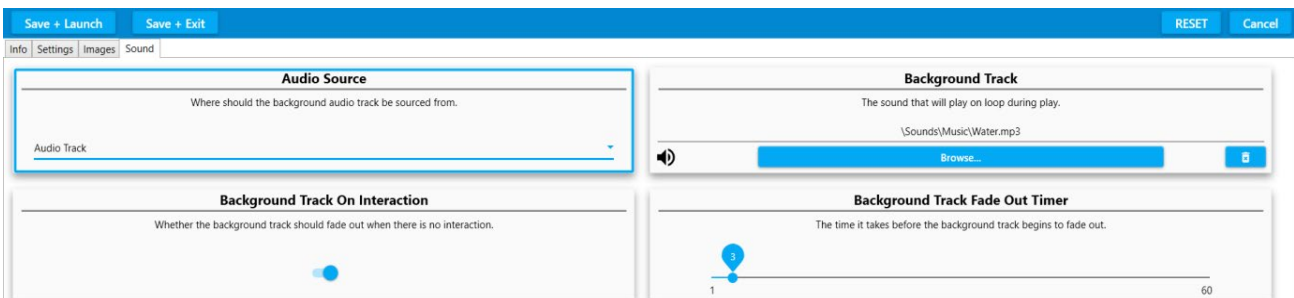 Save + Launch Save + Exit RESET Cancel
Info Settings Images Sound
Audio Source
Where should the background audio track be sourced from.
Audio Track
Background Track
The sound that will play on loop during play.
\Sounds\Music\Water.mp3
Browse...
Background Track On Interaction
Whether the background track should fade out when there is no interaction.
Background Track Fade Out Timer
The time it takes before the background track begins to fade out.
3
1 60